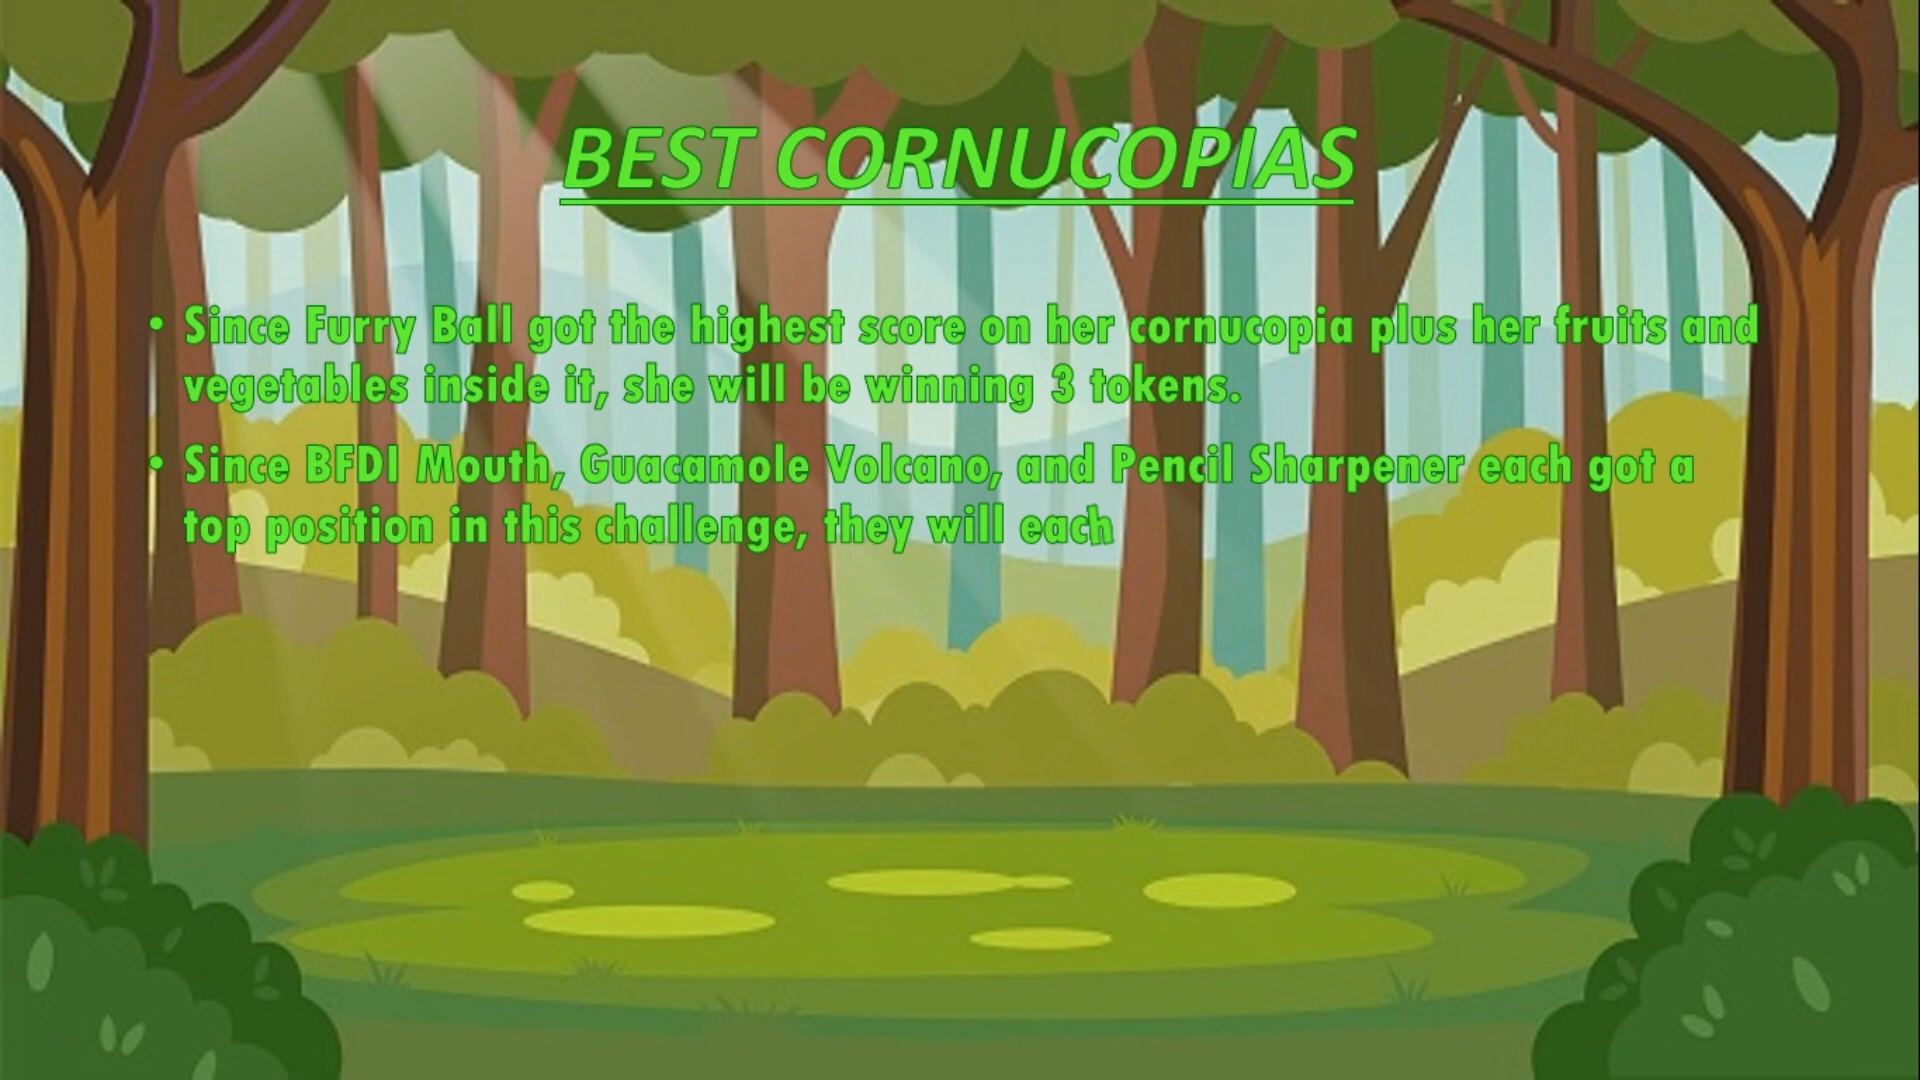 BEST CORNUCOPIAS
• Since Furry Ball got the highest score on her cornucopia plus her fruits and
vegetables inside it, she will be winning 3 tokens.
• Since BFDI Mouth, Guacamole Volcano, and Pencil Sharpener each got a
top position in this challenge, they will each